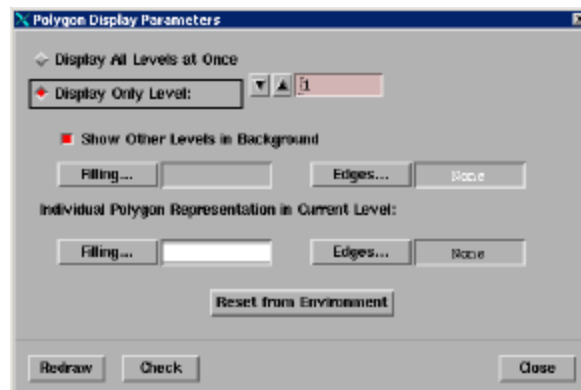 Polygon Display Parameters
Display All Levels at Once
Display Only Level: 1
Show Other Levels in Background
Filling... Edges... None
Individual Polygon Representation in Current Level:
Filling... Edges... None
Reset from Environment
Redraw Check Close